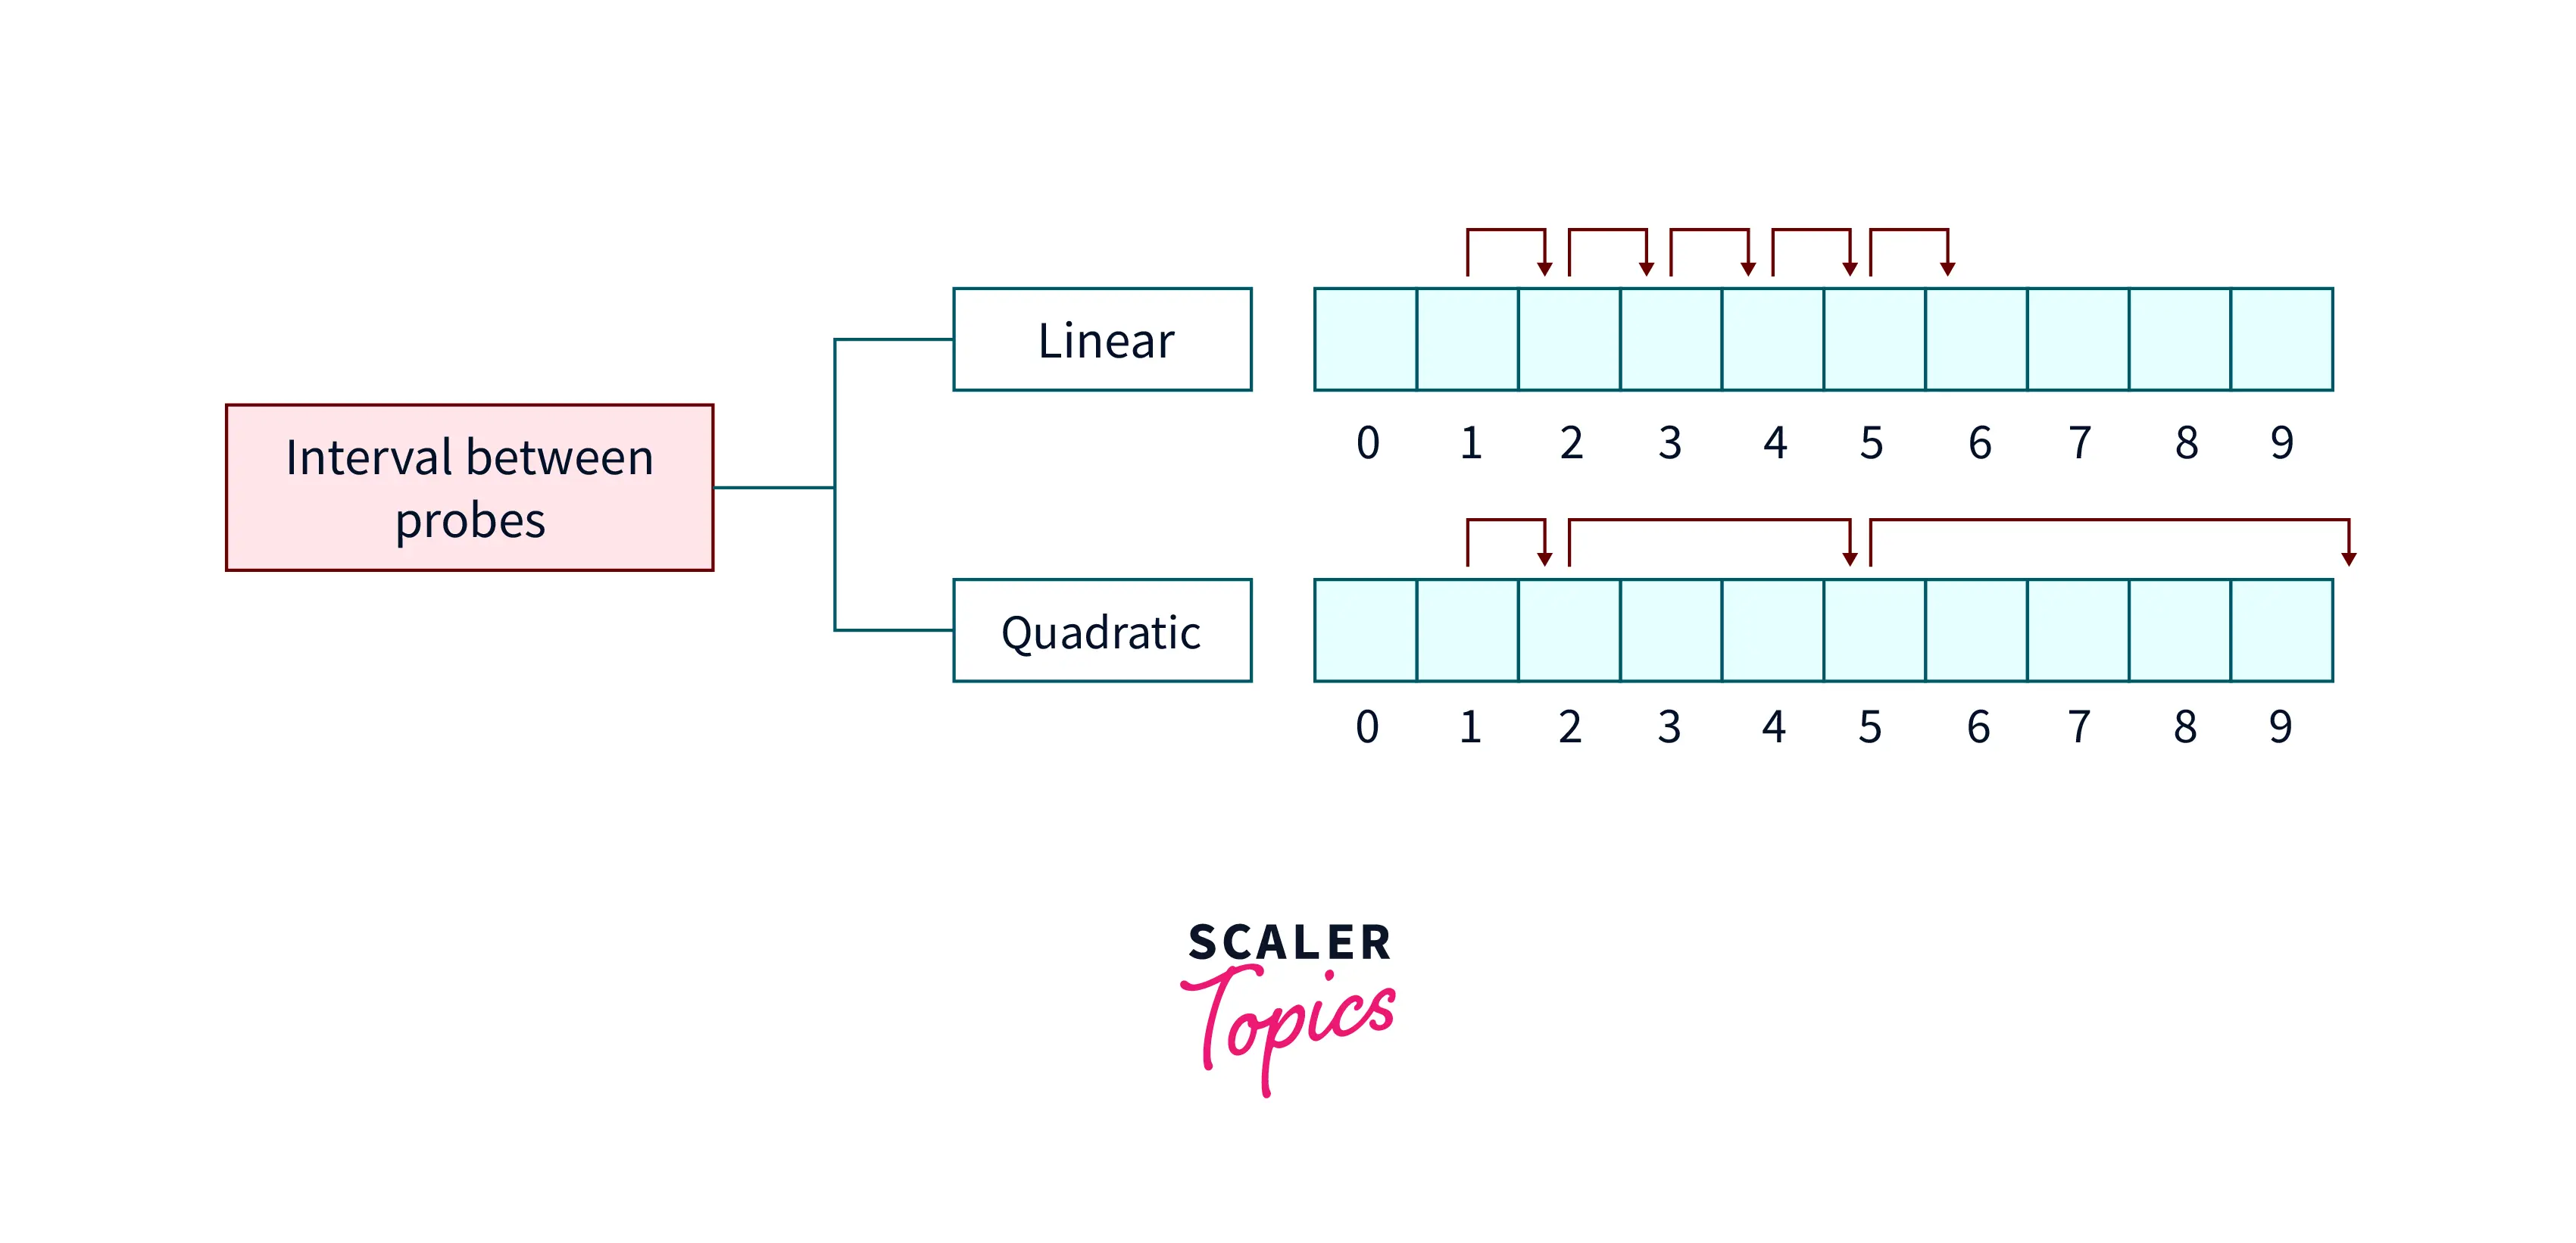 Interval between
probes
Linear
0 1 2 3 4 5 6 7 8 9
Quadratic
0 1 2 3 4 5 6 7 8 9
SCALER
Topics